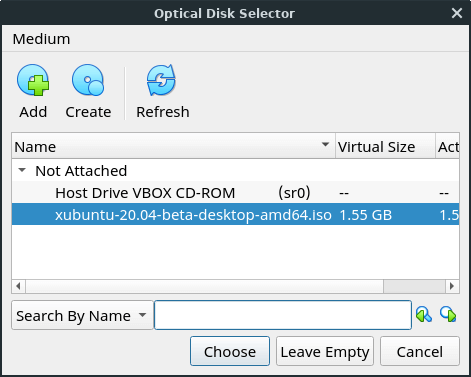 Optical Disk Selector
Medium
Add Create Refresh
Name Virtual Size Act
Not Attached
Host Drive VBOX CD-ROM (sr0) -- --
xubuntu-20.04-beta-desktop-amd64.iso 1.55 GB 1.5
Search By Name
Choose Leave Empty Cancel